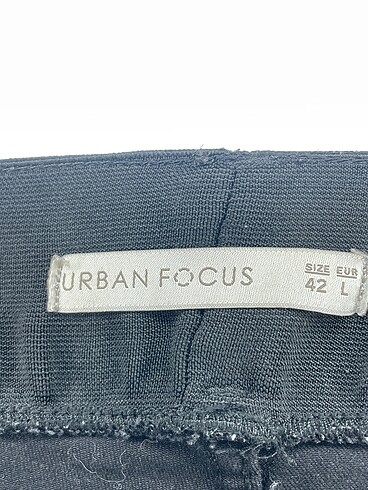 URBAN FOCUS
SIZE EUR
42 L